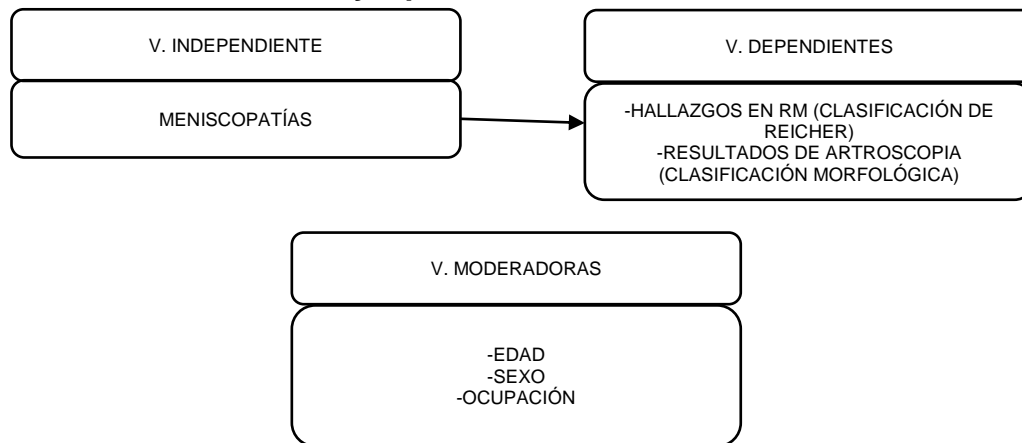 V. INDEPENDIENTE
MENISCOPATÍAS
V. DEPENDIENTES
-HALLAZGOS EN RM (CLASIFICACIÓN DE
REICHER)
-RESULTADOS DE ARTROSCOPIA
(CLASIFICACIÓN MORFOLÓGICA)
V. MODERADORAS
-EDAD
-SEXO
-OCUPACIÓN